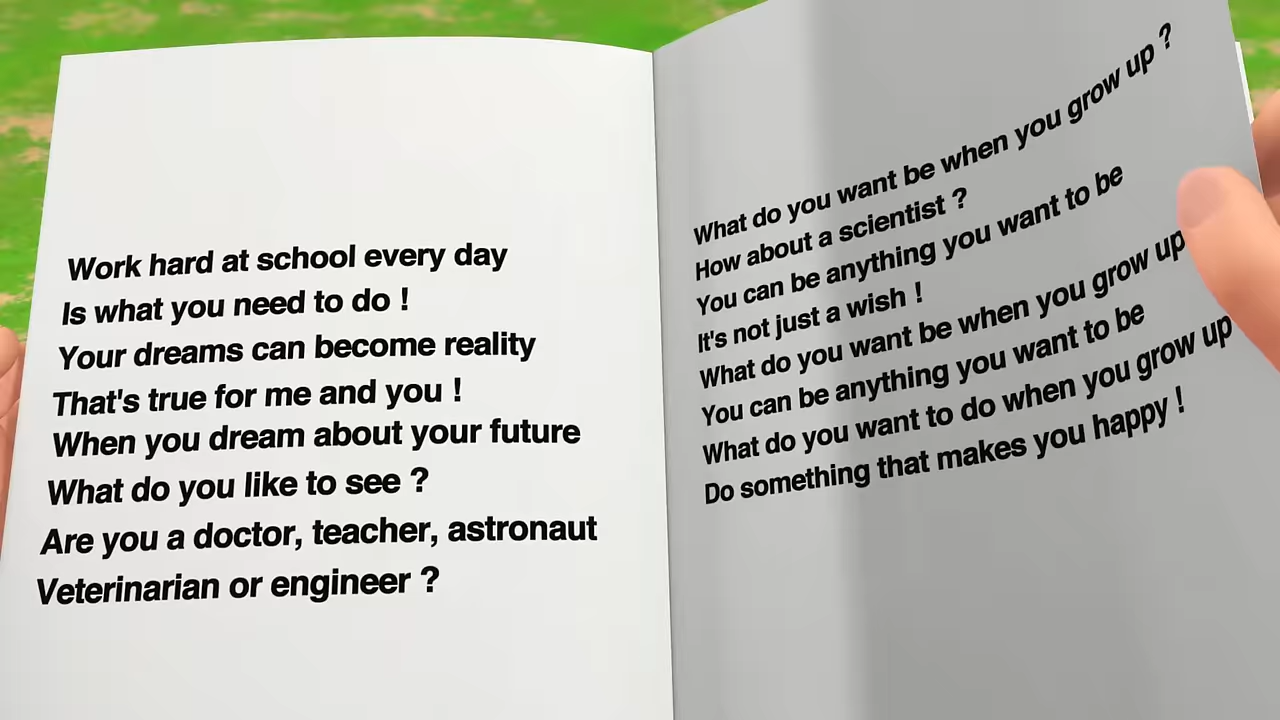 Work hard at school every day
Is what you need to do !
Your dreams can become reality
That's true for me and you !
When you dream about your future
What do you like to see ?
Are you a doctor, teacher, astronaut
Veterinarian or engineer ?
What do you want be when you grow up ?
How about a scientist ?
You can be anything you want to be
It's not just a wish !
What do you want be when you grow up
You can be anything you want to be
What do you want to do when you grow up
Do something that makes you happy !